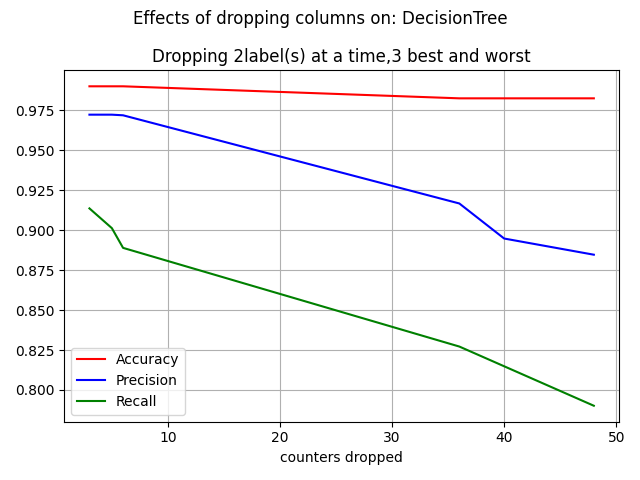 Effects of dropping columns on: DecisionTree
Dropping 2label(s) at a time,3 best and worst
0.975
0.950
0.925
0.900
0.875
0.850
0.825
0.800
Accuracy
Precision
Recall
10 20 30 40 50
counters dropped